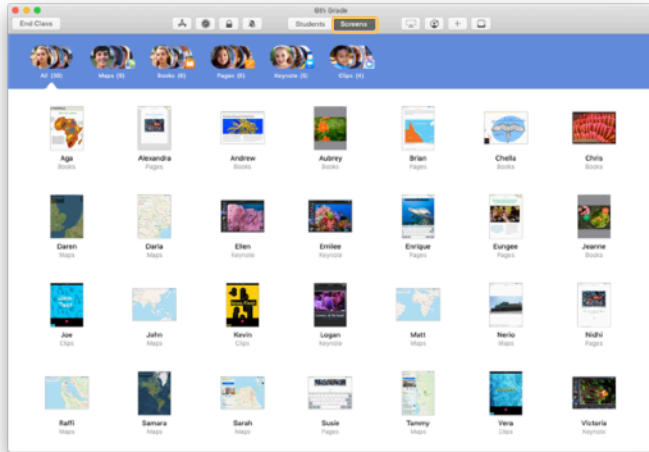 6th Grade
End Class
Students
Screens
All (30)
Maps (9)
Books (6)
Pages (6)
Keynote (5)
Clips (4)
Aga
Books
Alexandra
Pages
Andrew
Books
Aubrey
Books
Brian
Pages
Chella
Books
Chris
Books
Daren
Maps
Darla
Maps
Ellen
Keynote
Emilee
Keynote
Enrique
Pages
Eungee
Pages
Jeanne
Books
Joe
Clips
John
Maps
Kevin
Clips
Logan
Keynote
Matt
Maps
Nerio
Maps
Nidhi
Pages
Raffi
Maps
Samara
Maps
Sarah
Maps
Susie
Pages
Tammy
Maps
Vera
Clips
Victoria
Keynote